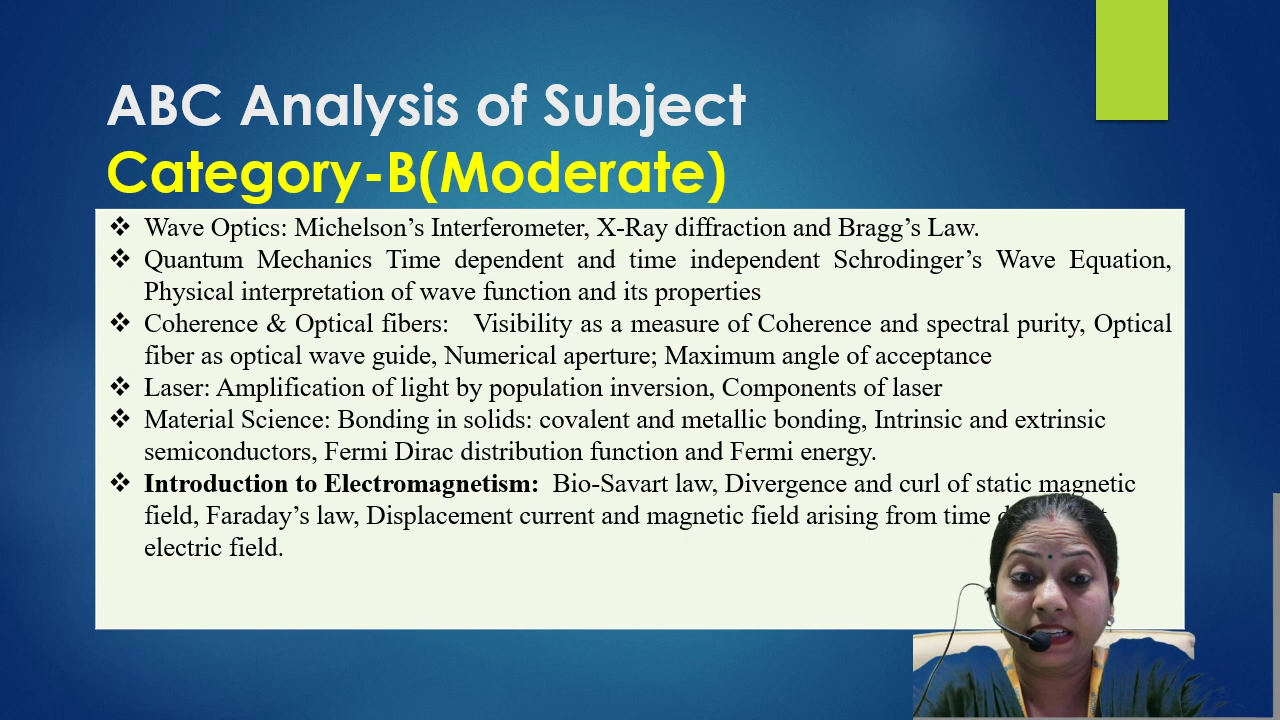 ABC Analysis of Subject
Category-B(Moderate)
❖ Wave Optics: Michelson’s Interferometer, X-Ray diffraction and Bragg’s Law.
❖ Quantum Mechanics Time dependent and time independent Schrodinger’s Wave Equation,
Physical interpretation of wave function and its properties
❖ Coherence & Optical fibers: Visibility as a measure of Coherence and spectral purity, Optical
fiber as optical wave guide, Numerical aperture; Maximum angle of acceptance
❖ Laser: Amplification of light by population inversion, Components of laser
❖ Material Science: Bonding in solids: covalent and metallic bonding, Intrinsic and extrinsic
semiconductors, Fermi Dirac distribution function and Fermi energy.
❖ Introduction to Electromagnetism: Bio-Savart law, Divergence and curl of static magnetic
field, Faraday’s law, Displacement current and magnetic field arising from time
electric field.